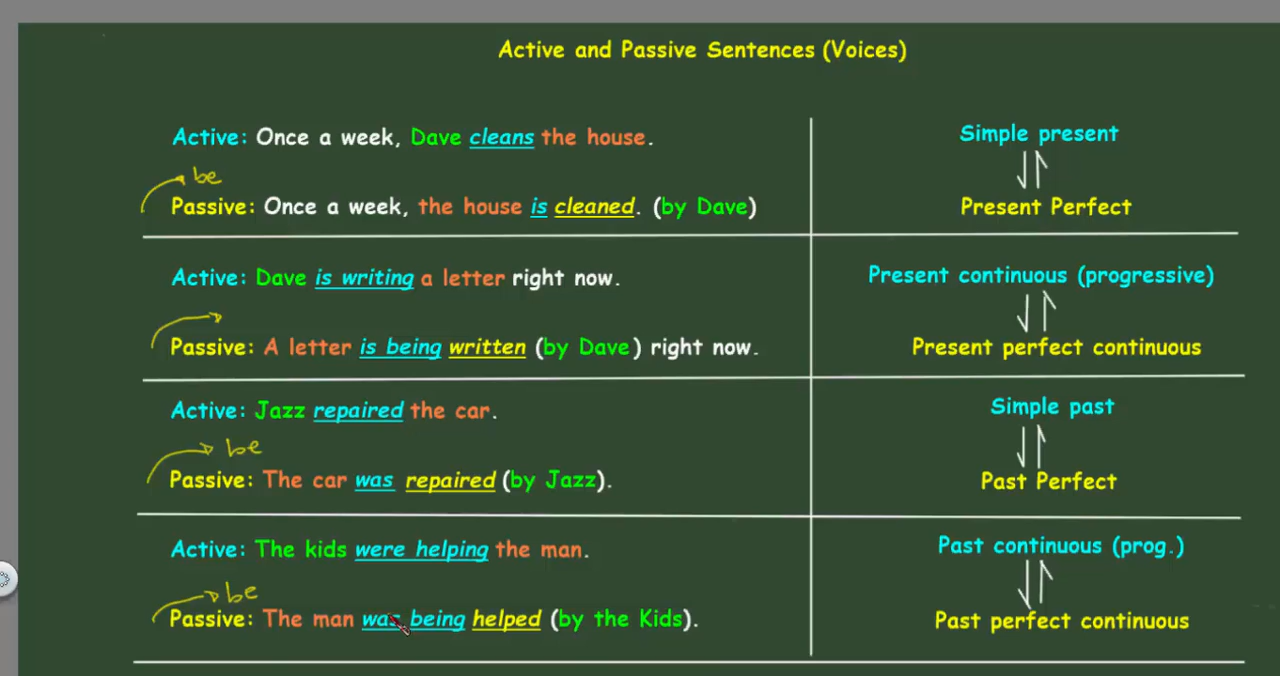 Active and Passive Sentences (Voices)
Active: Once a week, Dave cleans the house.
Simple present
be
Passive: Once a week, the house is cleaned. (by Dave)
Present Perfect
Active: Dave is writing a letter right now.
Present continuous (progressive)
Passive: A letter is being written (by Dave) right now.
Present perfect continuous
Active: Jazz repaired the car.
Simple past
be
Passive: The car was repaired (by Jazz).
Past Perfect
Active: The kids were helping the man.
Past continuous (prog.)
be
Passive: The man was being helped (by the Kids).
Past perfect continuous